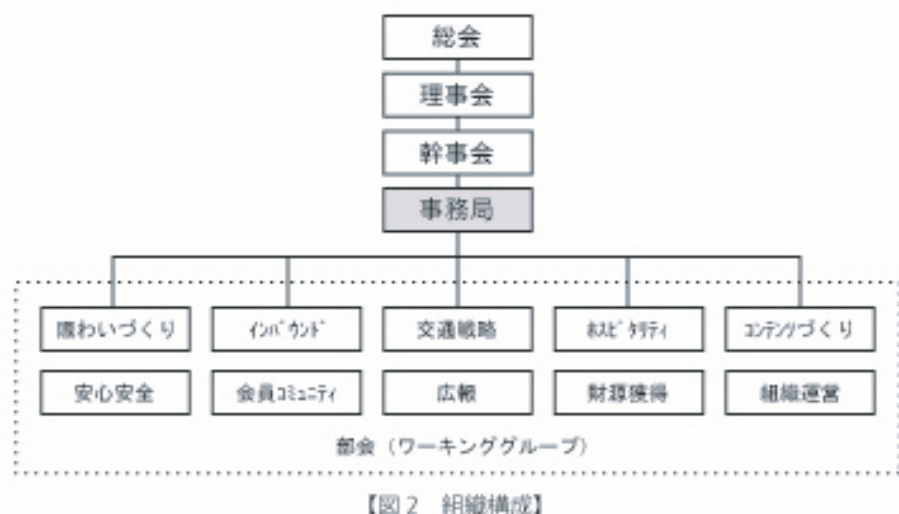 総会
理事会
幹事会
事務局
賑わいづくり
ｲﾝﾊﾞｳﾝﾄﾞ
交通戦略
ﾎｽﾋﾟﾀﾘﾃｨ
ｺﾝﾃﾝﾂづくり
安心安全
会員ｺﾐｭﾆﾃｨ
広報
財源獲得
組織運営
部会（ワーキンググループ）
【図２　組織構成】